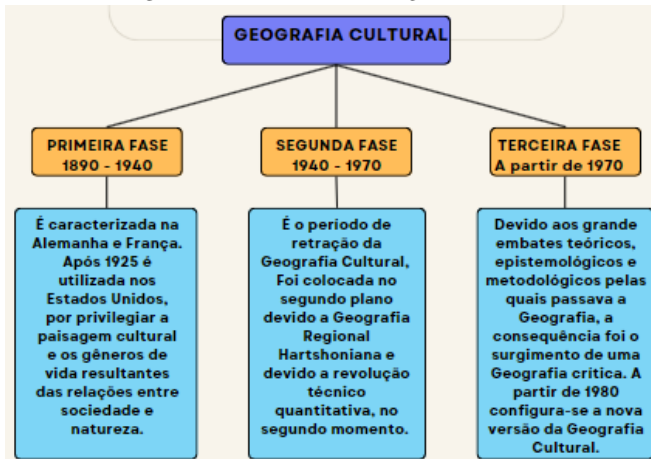 GEOGRAFIA CULTURAL
PRIMEIRA FASE
1890 - 1940
É caracterizada na
Alemanha e França.
Após 1925 é
utilizada nos
Estados Unidos,
por privilegiar a
paisagem cultural
e os gêneros de
vida resultantes
das relações entre
sociedade e
natureza.
SEGUNDA FASE
1940 - 1970
É o período de
retração da
Geografia Cultural,
Foi colocada no
segundo plano
devido a Geografia
Regional
Hartshoniana e
devido a revolução
técnico
quantitativa, no
segundo momento.
TERCEIRA FASE
A partir de 1970
Devido aos grande
embates teóricos,
epistemológicos e
metodológicos pelas
quais passava a
Geografia, a
consequência foi o
surgimento de uma
Geografia crítica. A
partir de 1980
configura-se a nova
versão da Geografia
Cultural.